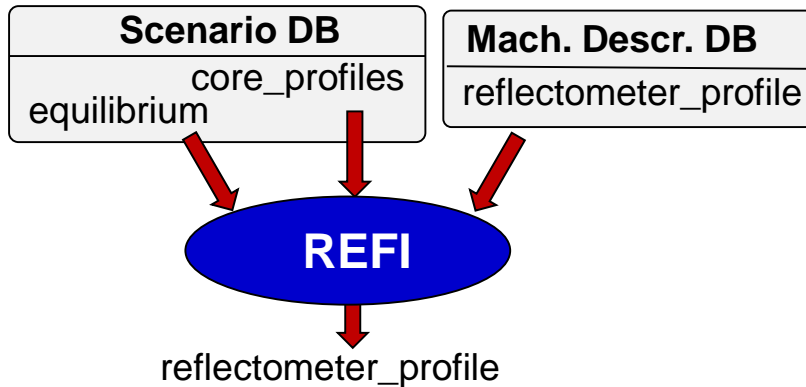 Scenario DB
core_profiles
equilibrium
Mach. Descr. DB
reflectometer_profile
REFI
reflectometer_profile